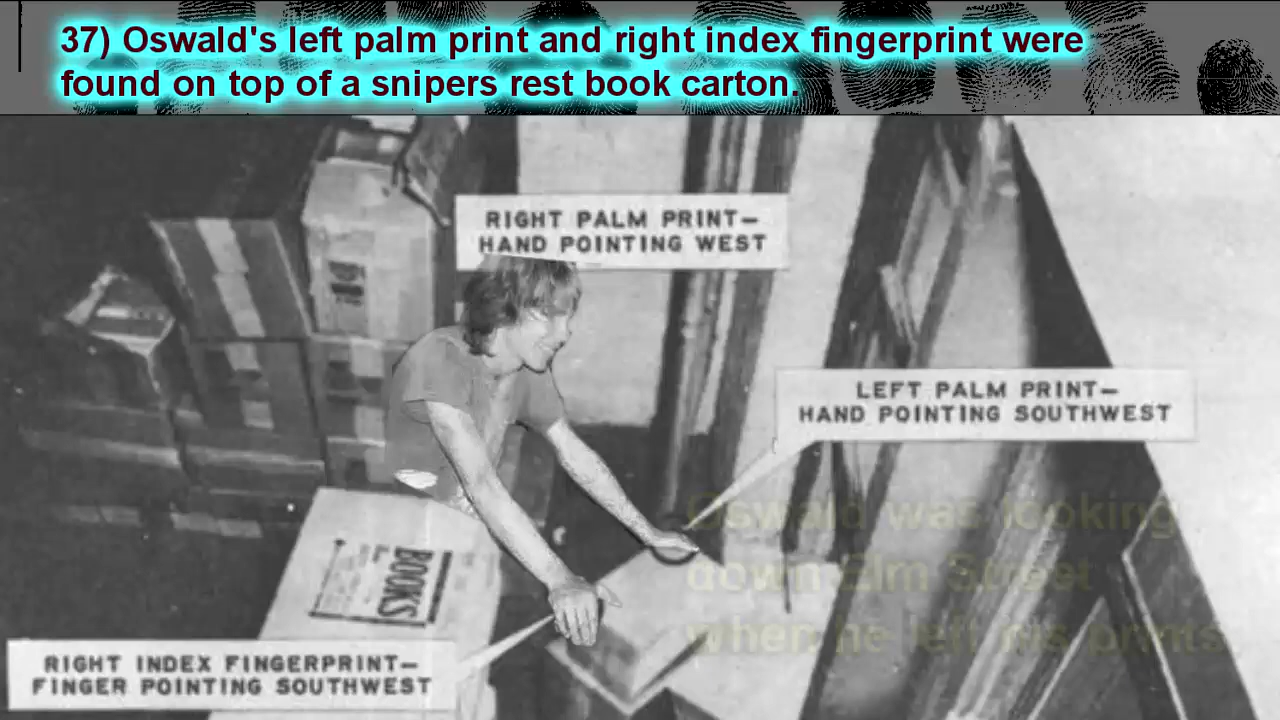 37) Oswald's left palm print and right index fingerprint were
found on top of a snipers rest book carton.
RIGHT PALM PRINT—
HAND POINTING WEST
LEFT PALM PRINT—
HAND POINTING SOUTHWEST
Oswald was looking
down Elm Street
when he left his prints.
BOOKS
RIGHT INDEX FINGERPRINT—
FINGER POINTING SOUTHWEST